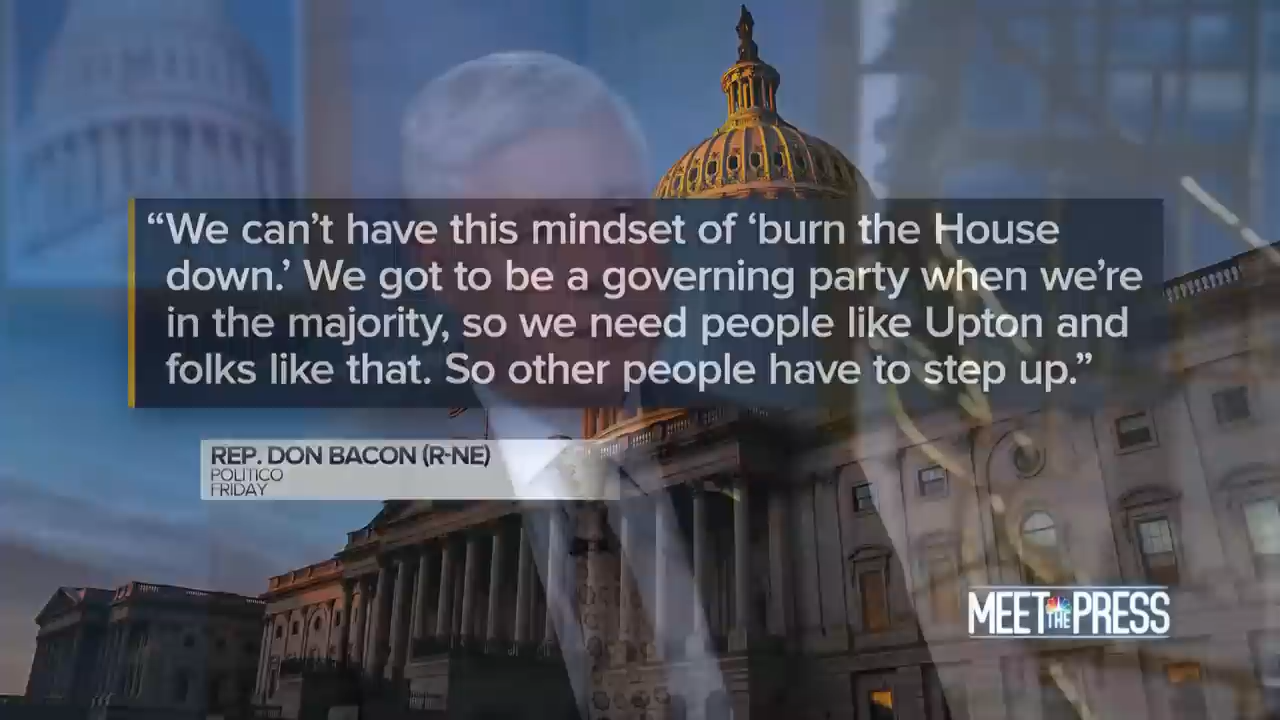 “We can’t have this mindset of ‘burn the House
down.’ We got to be a governing party when we’re
in the majority, so we need people like Upton and
folks like that. So other people have to step up.”
REP. DON BACON (R-NE)
POLITICO
FRIDAY
MEET THE PRESS